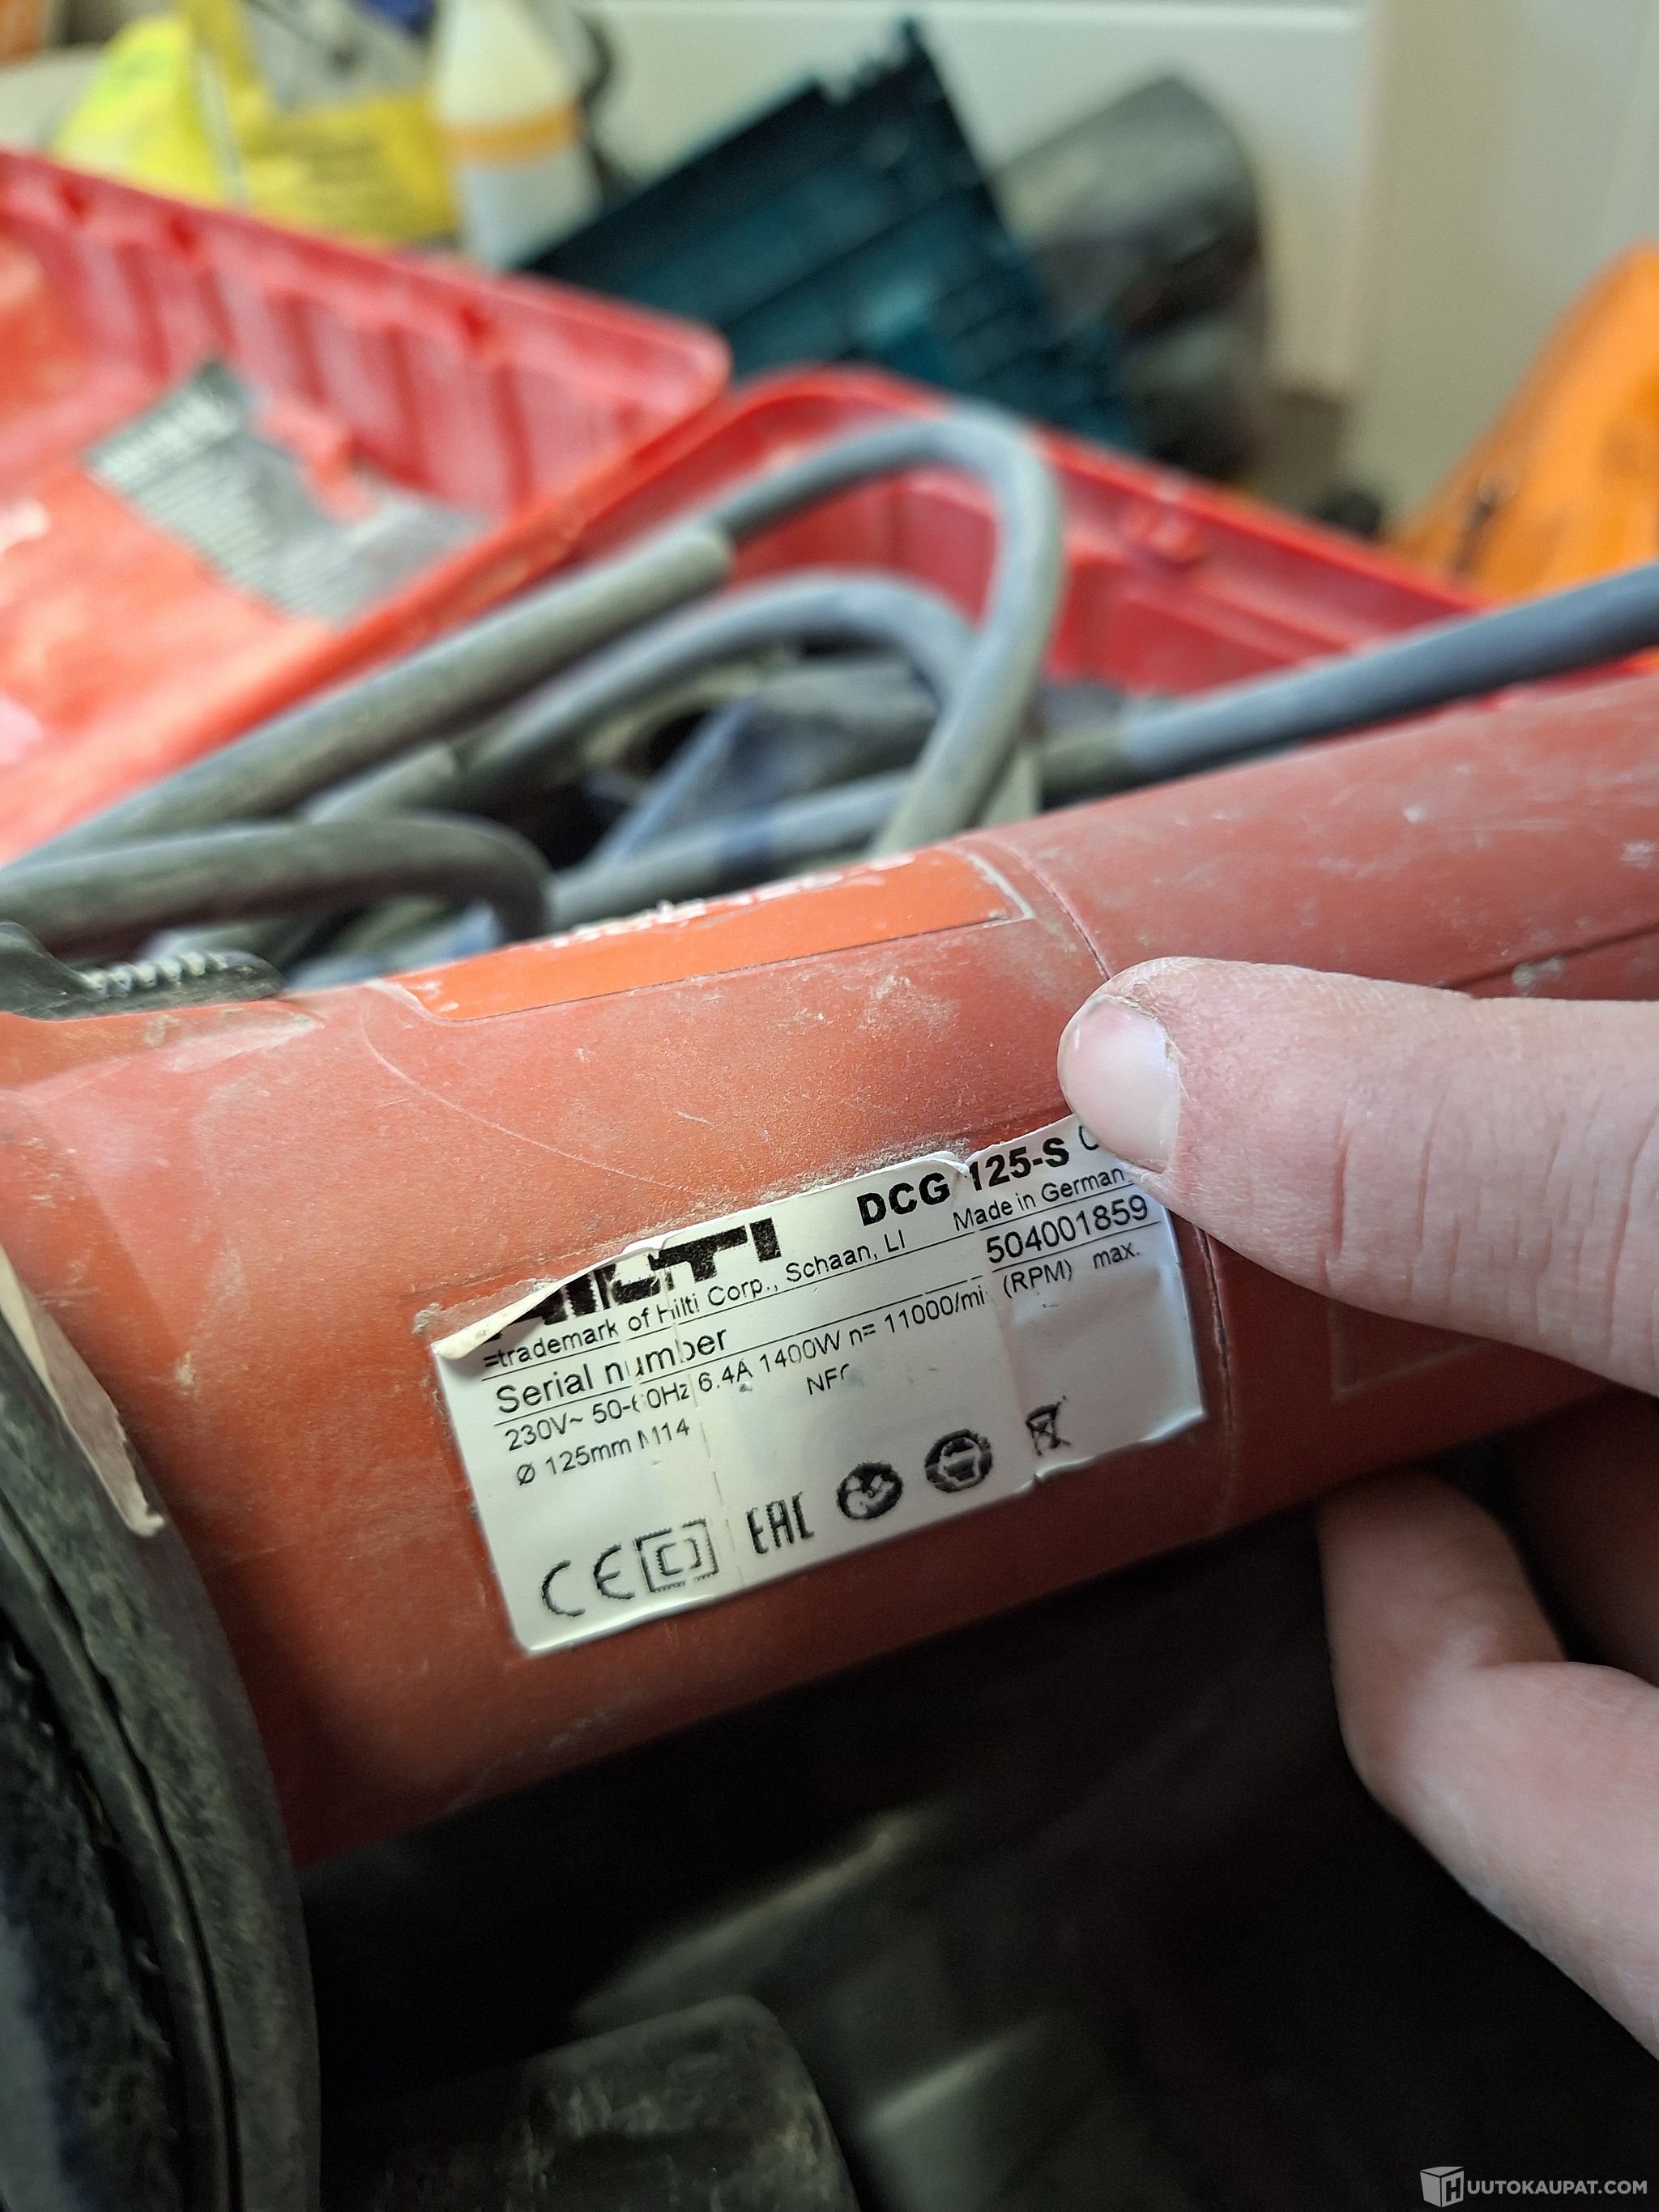 HILTI DCG 125-S
=trademark of Hilti Corp., Schaan, LI Made in German
Serial number 504001859
230V~ 50-60Hz 6.4A 1400W n= 11000/mi (RPM) max.
Ø 125mm M14 NFC
CE EAC
HUUTOKAUPAT.COM